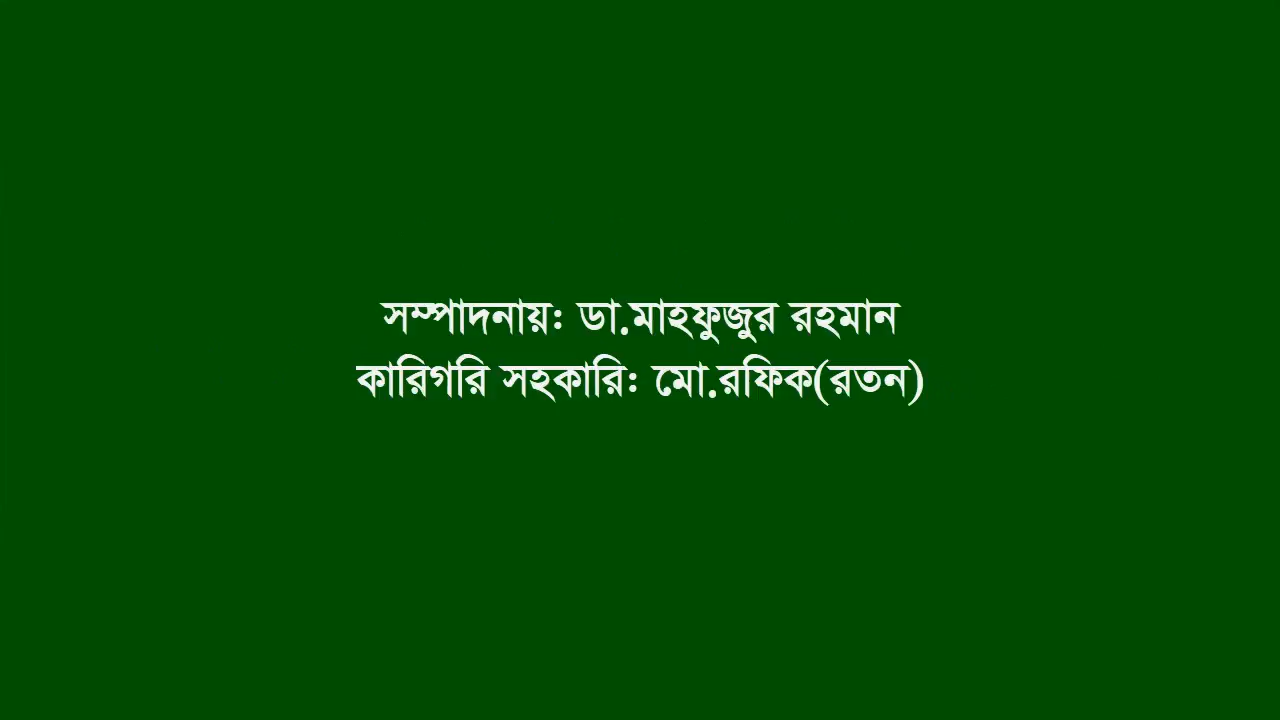 সম্পাদনায়: ডা.মাহফুজুর রহমান
কারিগরি সহকারি: মো.রফিক(রতন)